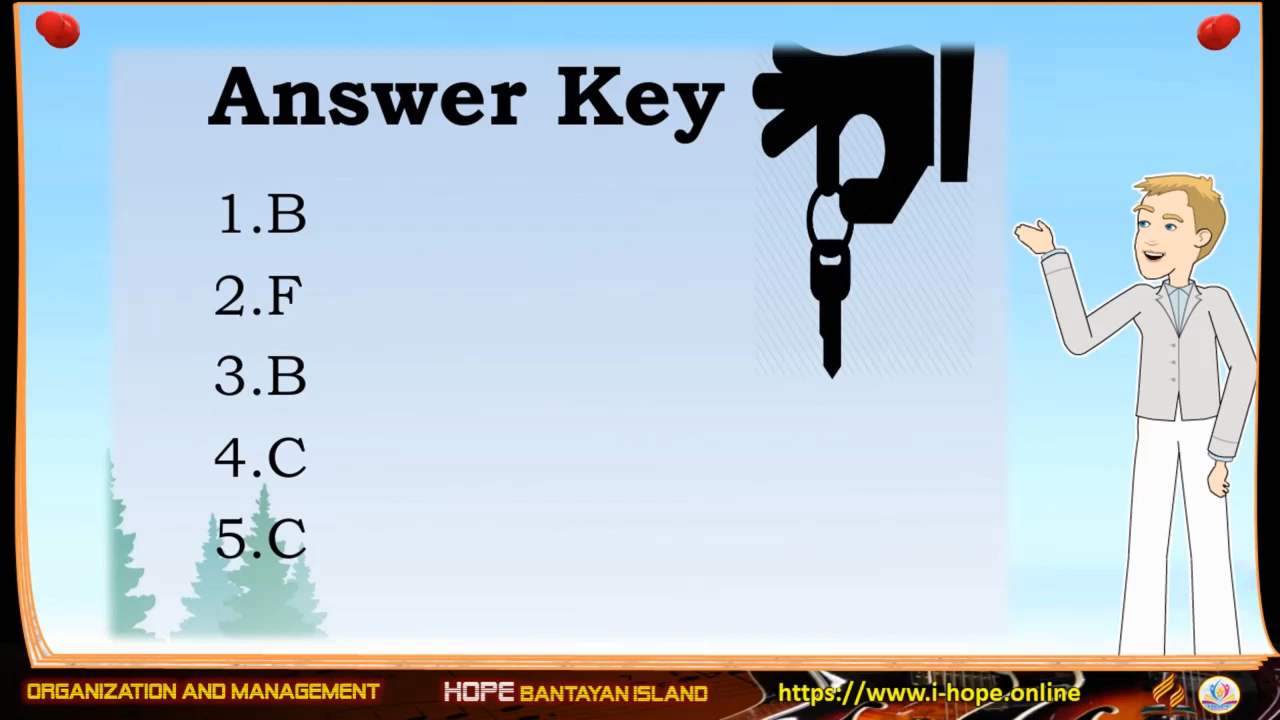 Answer Key
1.B
2.F
3.B
4.C
5.C
ORGANIZATION AND MANAGEMENT
HOPE BANTAYAN ISLAND
https://www.i-hope.online